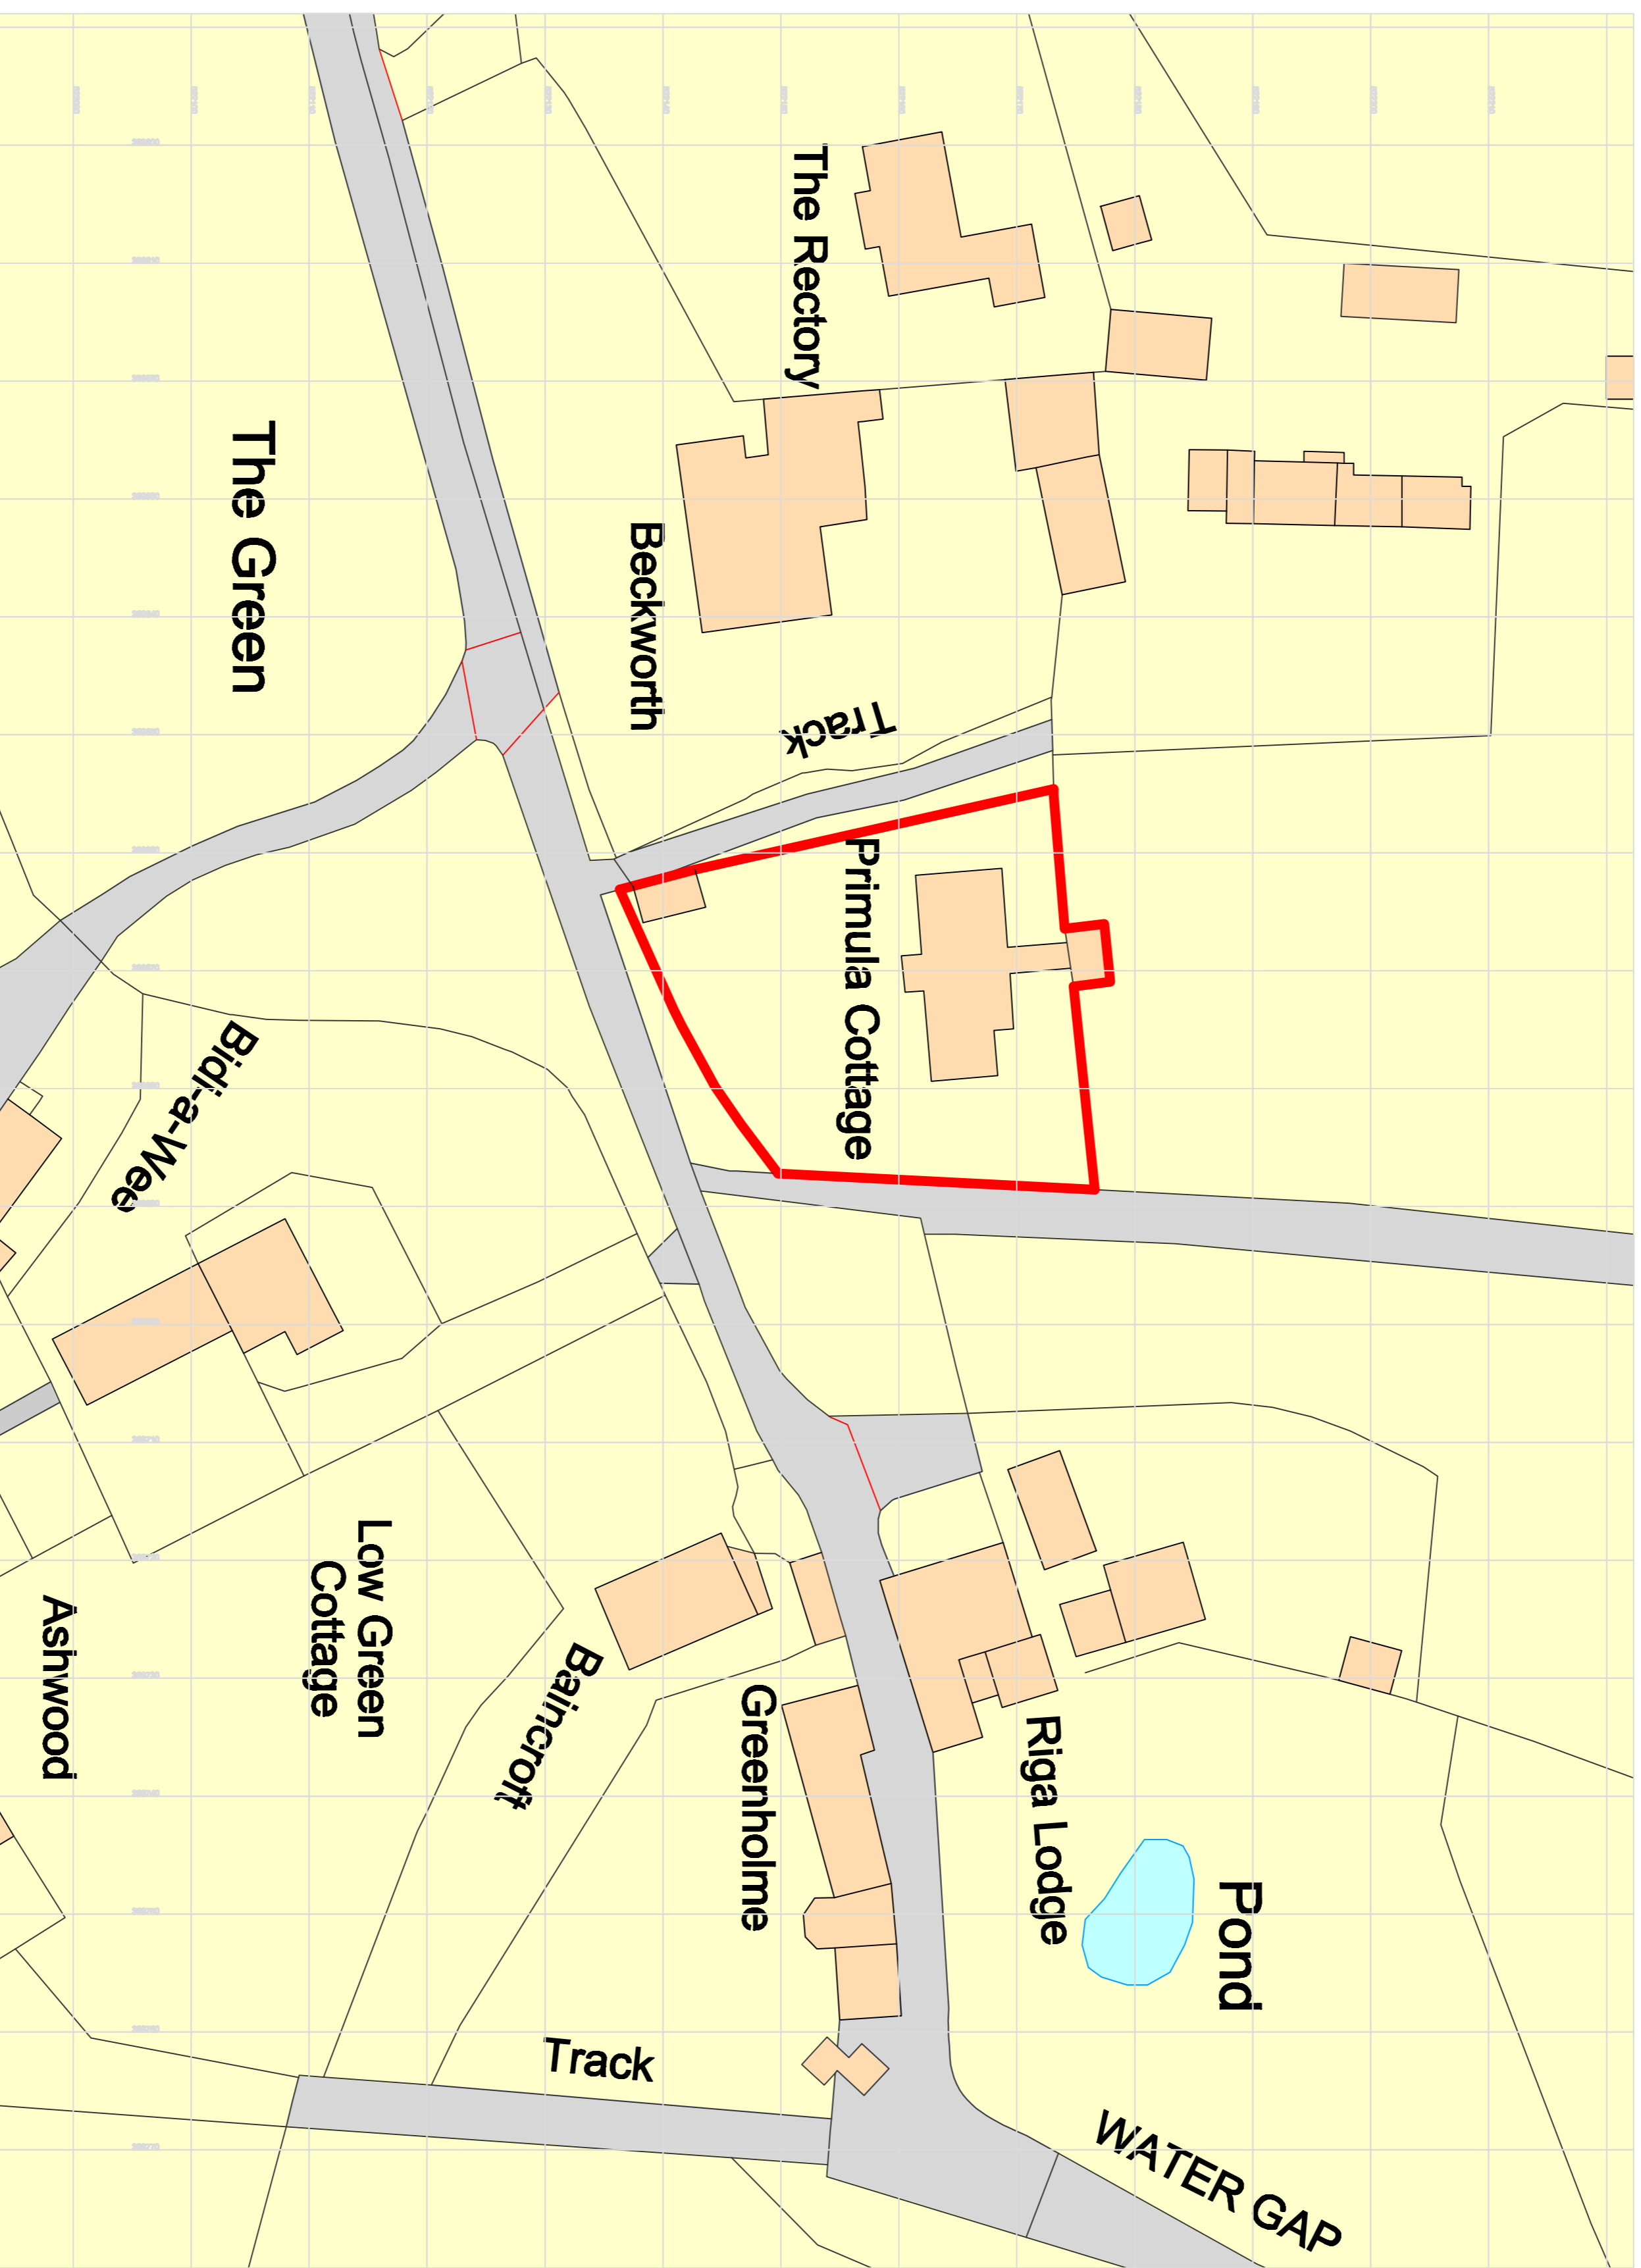 The Rectory
The Green
Beckworth
Track
Primula Cottage
Bidi-a-Wee
Low Green
Cottage
Ashwood
Baincroft
Greenholme
Riga Lodge
Pond
Track
WATER GAP